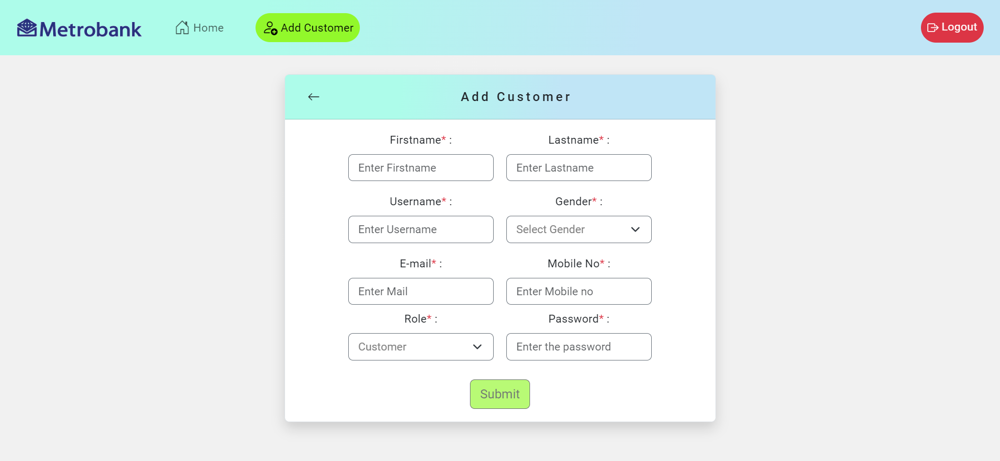 Metrobank Home Add Customer Logout
Add Customer
Firstname* : Lastname* :
Enter Firstname Enter Lastname
Username* : Gender* :
Enter Username Select Gender
E-mail* : Mobile No* :
Enter Mail Enter Mobile no
Role* : Password* :
Customer Enter the password
Submit